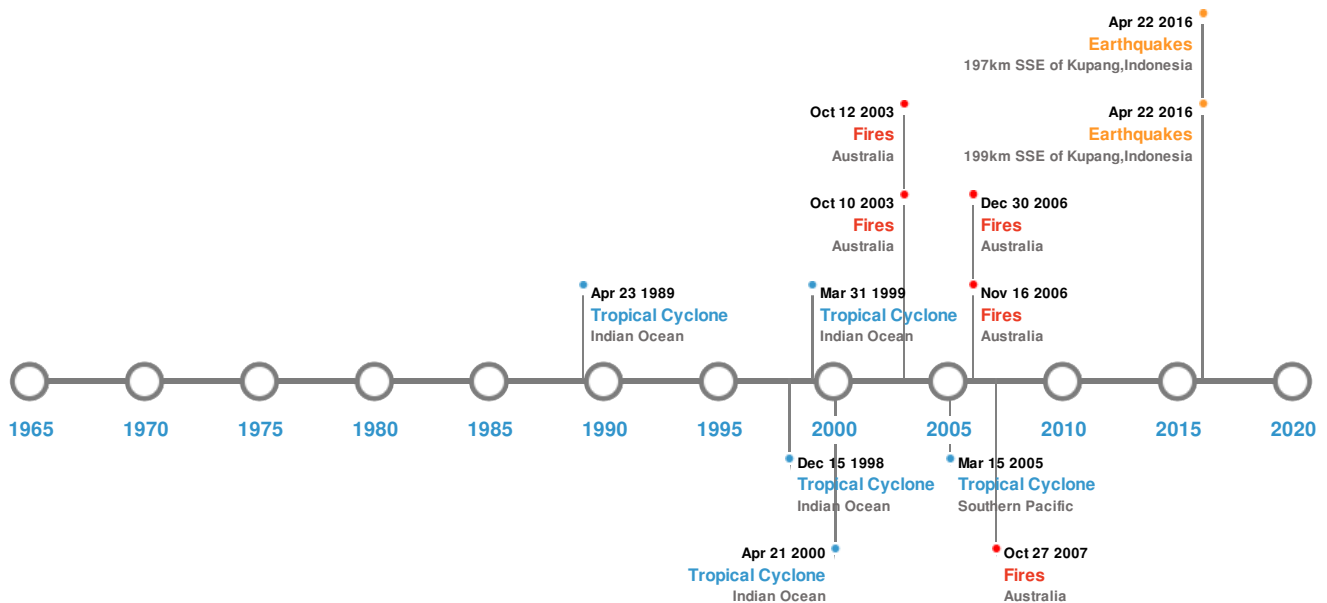 Apr 22 2016
Earthquakes
197km SSE of Kupang,Indonesia
Oct 12 2003
Fires
Australia
Apr 22 2016
Earthquakes
199km SSE of Kupang,Indonesia
Oct 10 2003
Fires
Australia
Dec 30 2006
Fires
Australia
Apr 23 1989
Tropical Cyclone
Indian Ocean
Mar 31 1999
Tropical Cyclone
Indian Ocean
Nov 16 2006
Fires
Australia
1965 1970 1975 1980 1985 1990 1995 2000 2005 2010 2015 2020
Dec 15 1998
Tropical Cyclone
Indian Ocean
Mar 15 2005
Tropical Cyclone
Southern Pacific
Apr 21 2000
Tropical Cyclone
Indian Ocean
Oct 27 2007
Fires
Australia